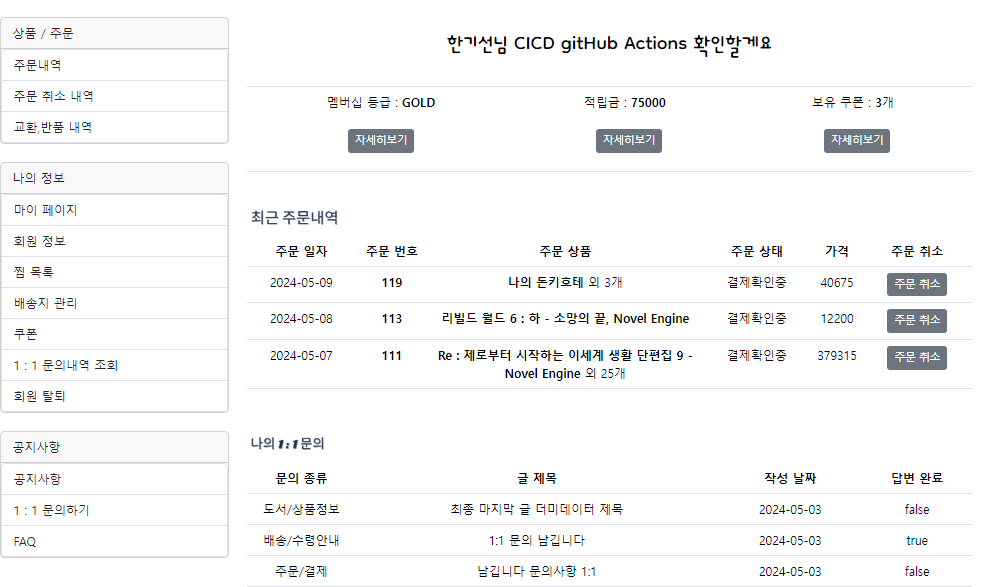 상품 / 주문
주문내역
주문 취소 내역
교환,반품 내역
나의 정보
마이 페이지
회원 정보
찜 목록
배송지 관리
쿠폰
1 : 1 문의내역 조회
회원 탈퇴
공지사항
공지사항
1 : 1 문의하기
FAQ
한기선님 CICD gitHub Actions 확인할게요
멤버십 등급 : GOLD 적립금 : 75000 보유 쿠폰 : 3개
자세히보기 자세히보기 자세히보기
최근 주문내역
주문 일자 주문 번호 주문 상품 주문 상태 가격 주문 취소
2024-05-09 119 나의 돈키호테 외 3개 결제확인중 40675 주문 취소
2024-05-08 113 리빌드 월드 6 : 하 - 소망의 끝, Novel Engine 결제확인중 12200 주문 취소
2024-05-07 111 Re : 제로부터 시작하는 이세계 생활 단편집 9 - 결제확인중 379315 주문 취소
Novel Engine 외 25개
나의 1 : 1 문의
문의 종류 글 제목 작성 날짜 답변 완료
도서/상품정보 최종 마지막 글 더미데이터 제목 2024-05-03 false
배송/수령안내 1:1 문의 남깁니다 2024-05-03 true
주문/결제 남깁니다 문의사항 1:1 2024-05-03 false